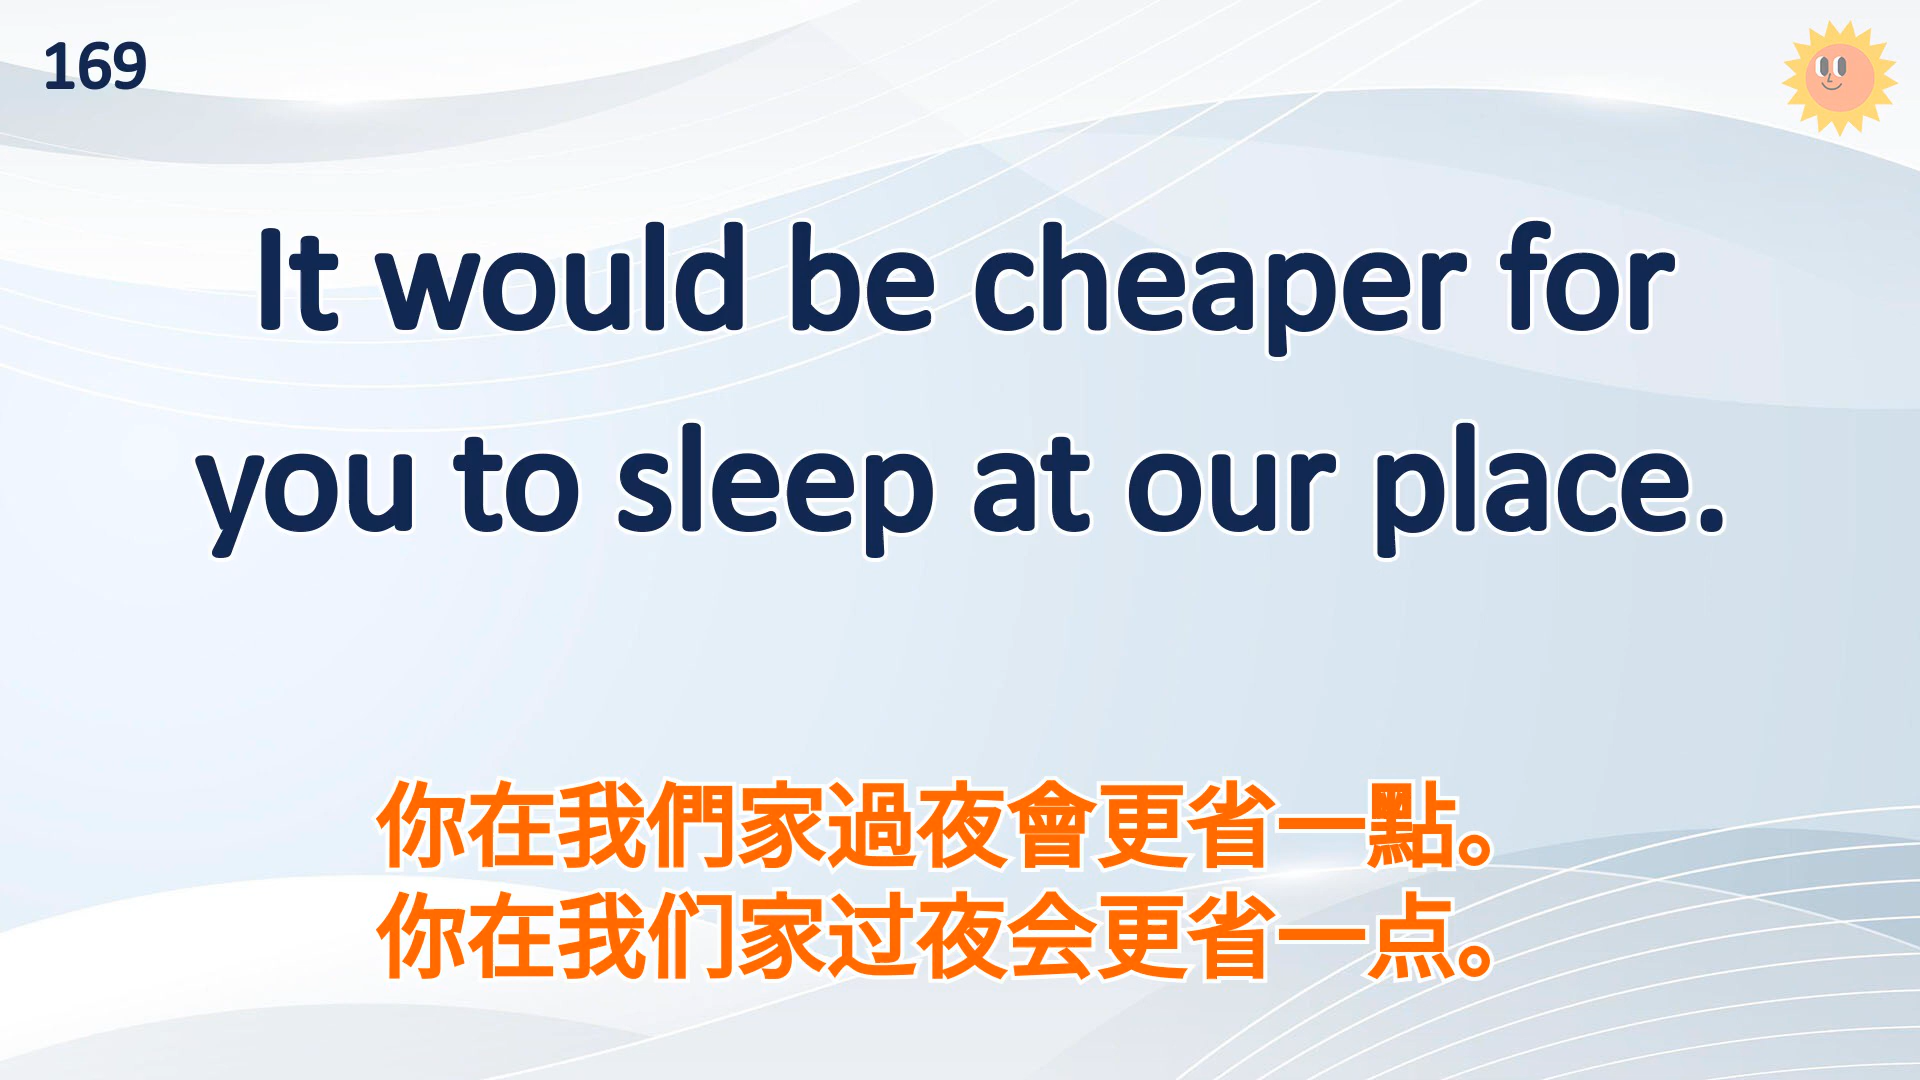 169
It would be cheaper for
you to sleep at our place.
你在我們家過夜會更省一點。
你在我们家过夜会更省一点。